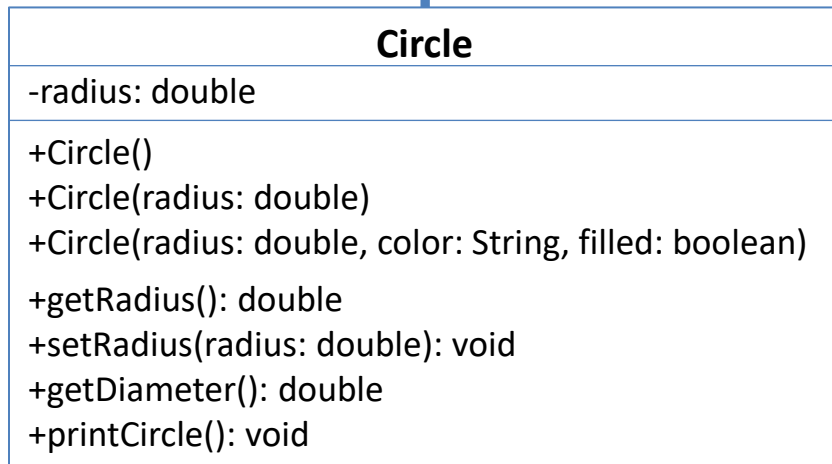 Circle
-radius: double
+Circle()
+Circle(radius: double)
+Circle(radius: double, color: String, filled: boolean)
+getRadius(): double
+setRadius(radius: double): void
+getDiameter(): double
+printCircle(): void